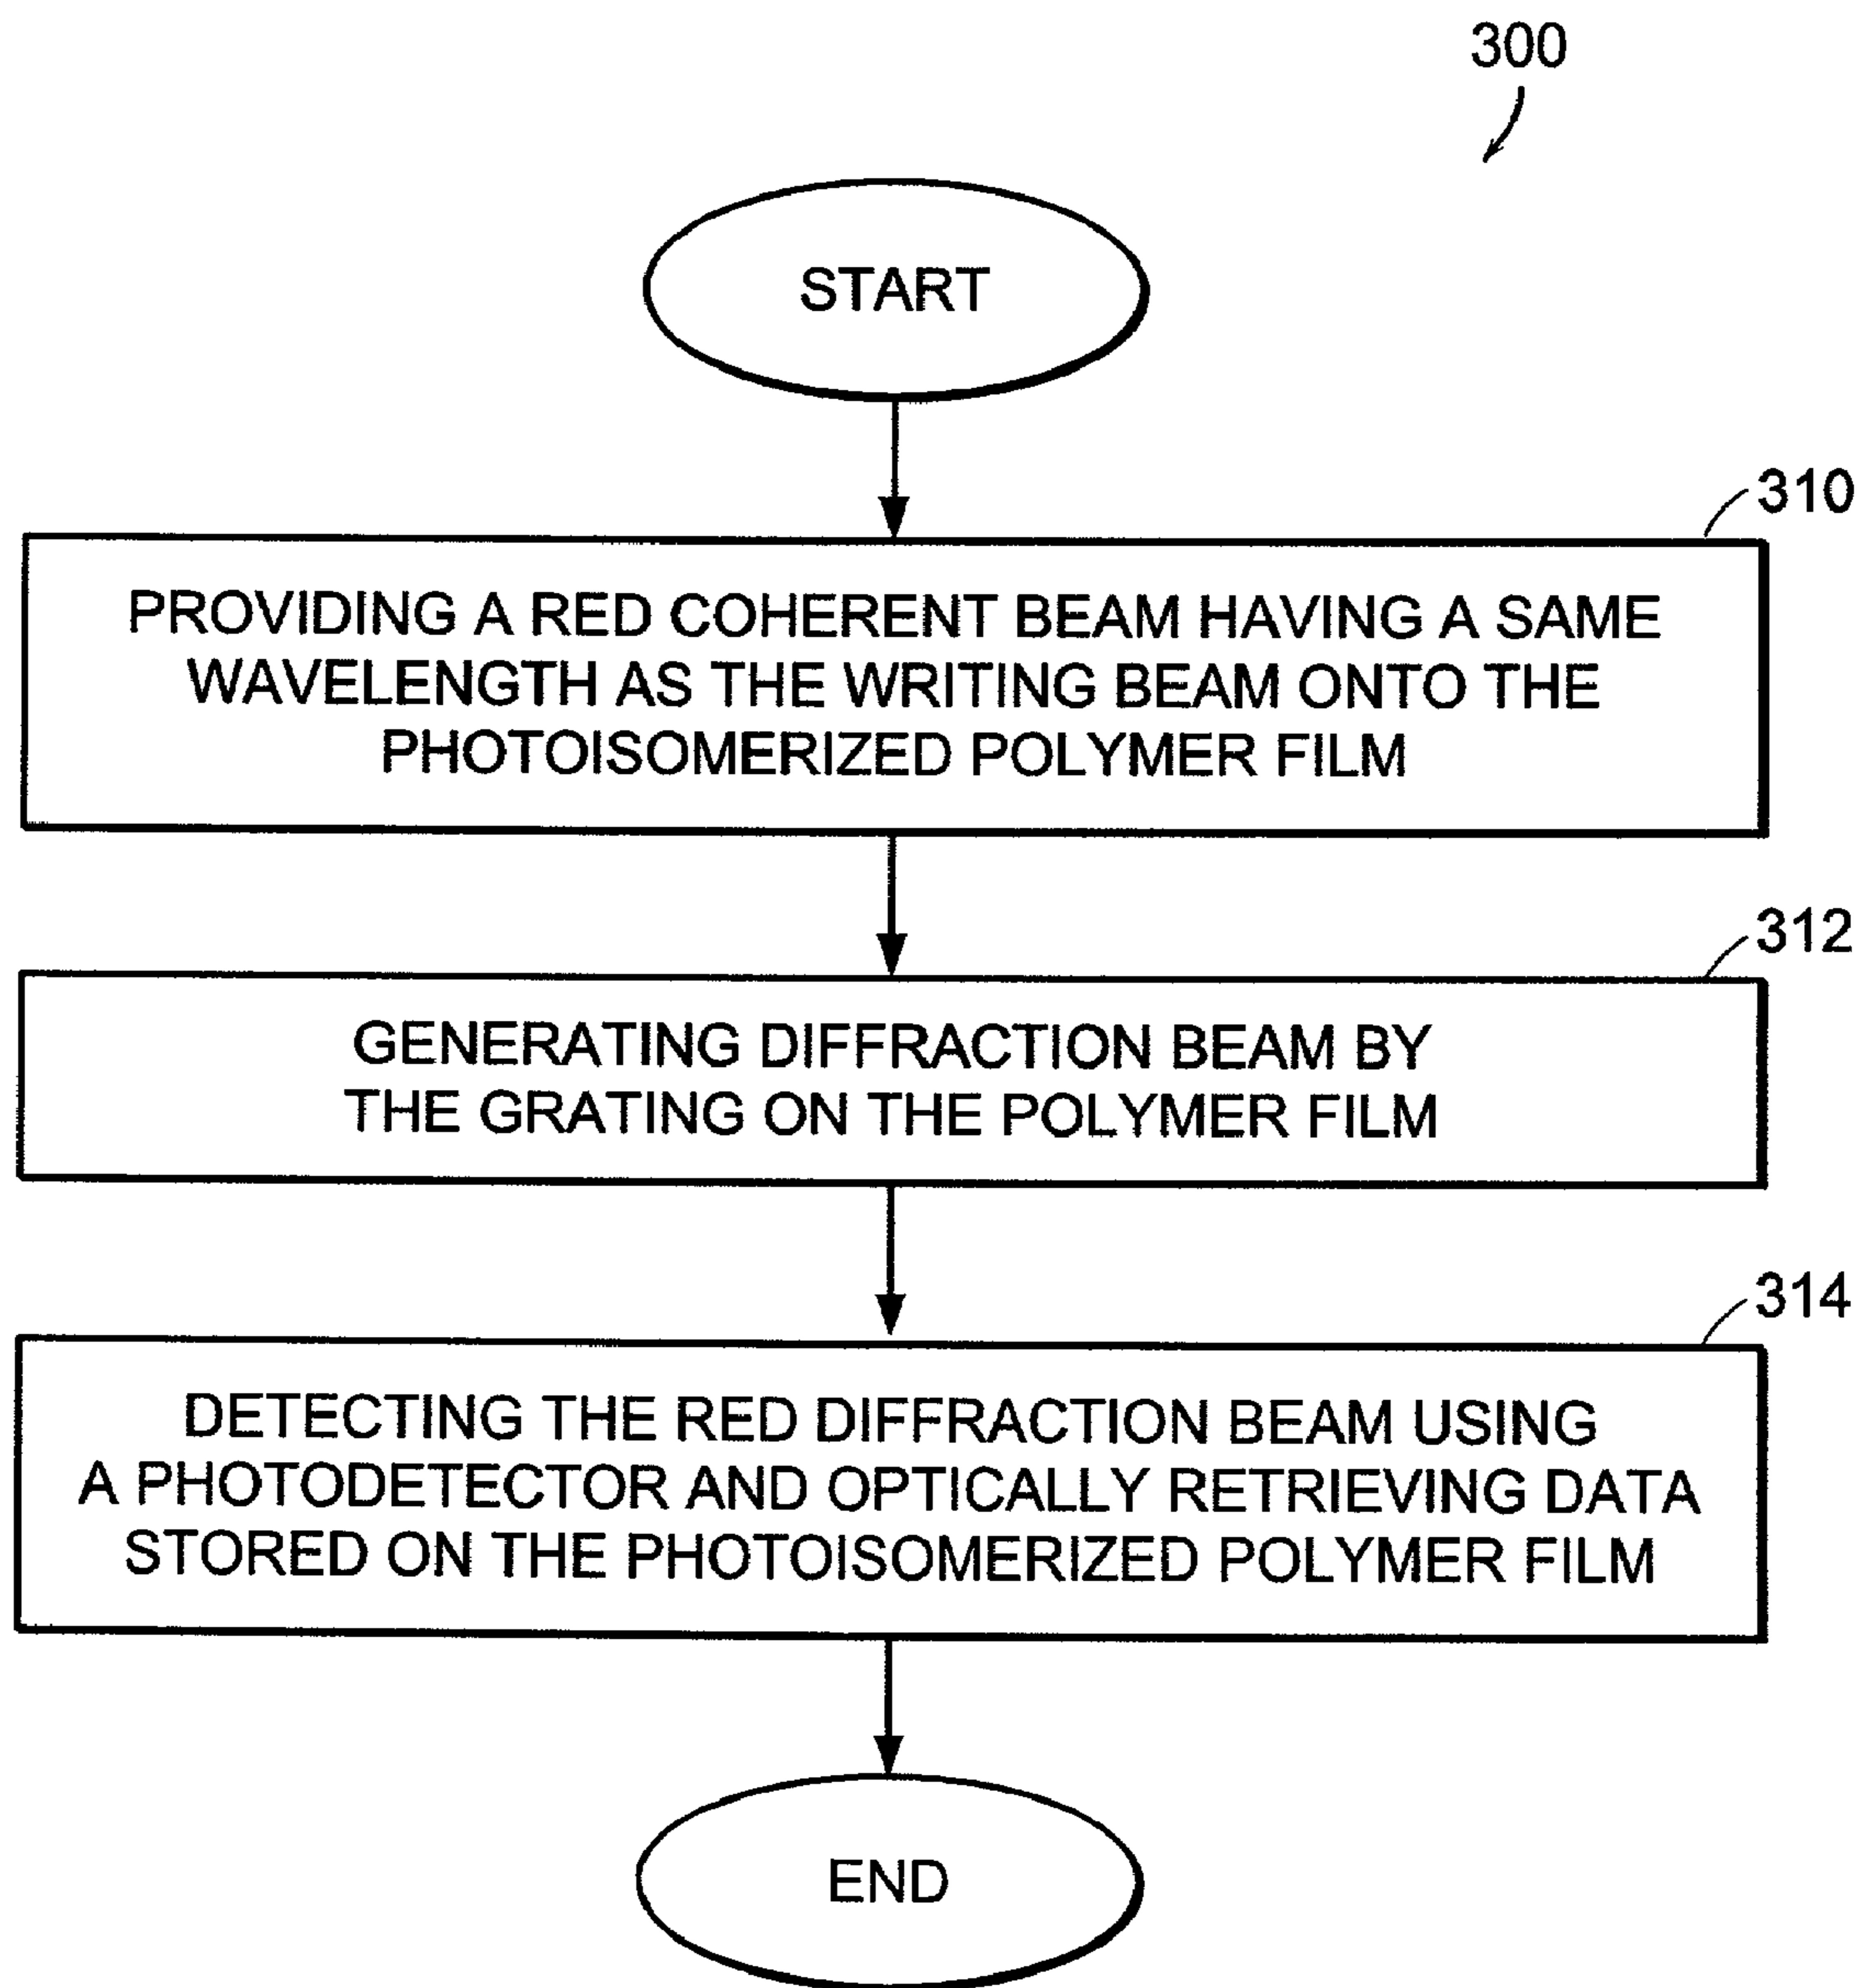 300
START
310
PROVIDING A RED COHERENT BEAM HAVING A SAME
WAVELENGTH AS THE WRITING BEAM ONTO THE
PHOTOISOMERIZED POLYMER FILM
312
GENERATING DIFFRACTION BEAM BY
THE GRATING ON THE POLYMER FILM
314
DETECTING THE RED DIFFRACTION BEAM USING
A PHOTODETECTOR AND OPTICALLY RETRIEVING DATA
STORED ON THE PHOTOISOMERIZED POLYMER FILM
END